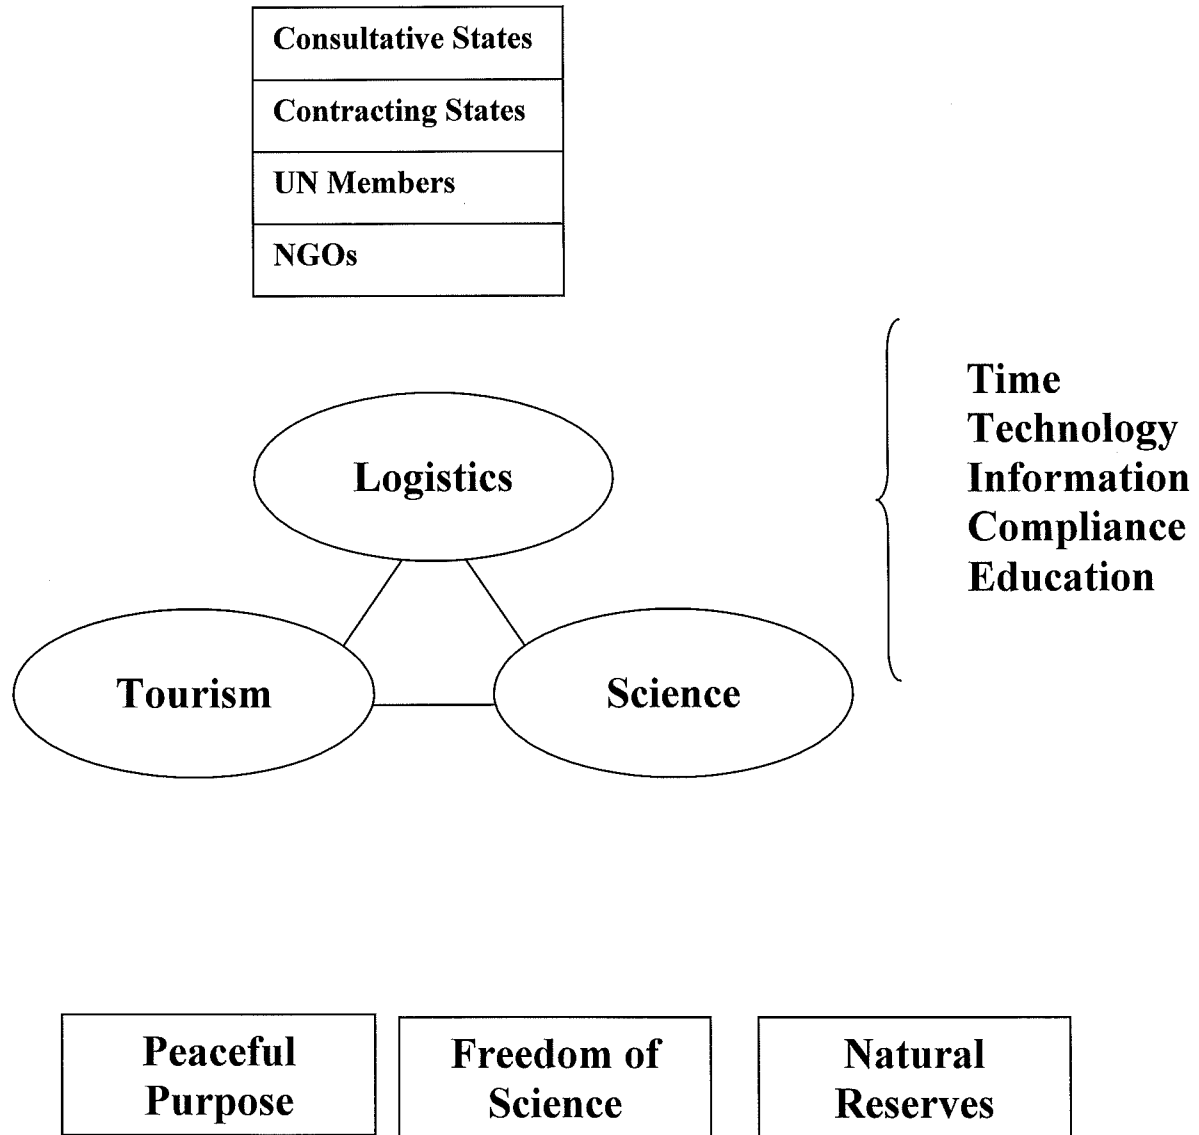 Consultative States
Contracting States
UN Members
NGOs
Time
Technology
Information
Compliance
Education
Logistics
Tourism
Science
Peaceful
Purpose
Freedom of
Science
Natural
Reserves